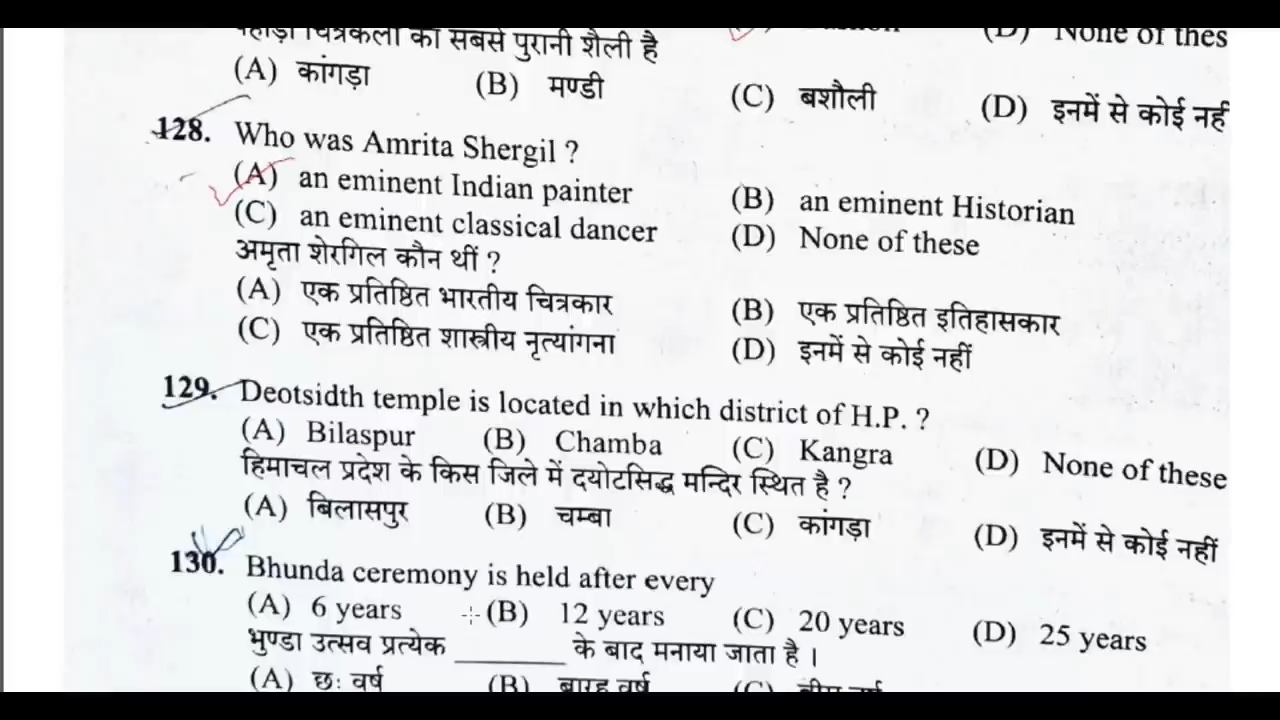 पहाड़ी चित्रकला की सबसे पुरानी शैली है
(D) None of thes
(A) कांगड़ा (B) मण्डी (C) बशौली (D) इनमें से कोई नही
128. Who was Amrita Shergil ?
(A) an eminent Indian painter (B) an eminent Historian
(C) an eminent classical dancer (D) None of these
अमृता शेरगिल कौन थीं ?
(A) एक प्रतिष्ठित भारतीय चित्रकार (B) एक प्रतिष्ठित इतिहासकार
(C) एक प्रतिष्ठित शास्त्रीय नृत्यांगना (D) इनमें से कोई नहीं
129. Deotsidth temple is located in which district of H.P. ?
(A) Bilaspur (B) Chamba (C) Kangra (D) None of these
हिमाचल प्रदेश के किस जिले में दयोटसिद्ध मन्दिर स्थित है ?
(A) बिलासपुर (B) चम्बा (C) कांगड़ा (D) इनमें से कोई नहीं
130. Bhunda ceremony is held after every
(A) 6 years (B) 12 years (C) 20 years (D) 25 years
भुण्डा उत्सव प्रत्येक ________ के बाद मनाया जाता है ।
(A) छः वर्ष (B) बारह वर्ष (C) बीस वर्ष